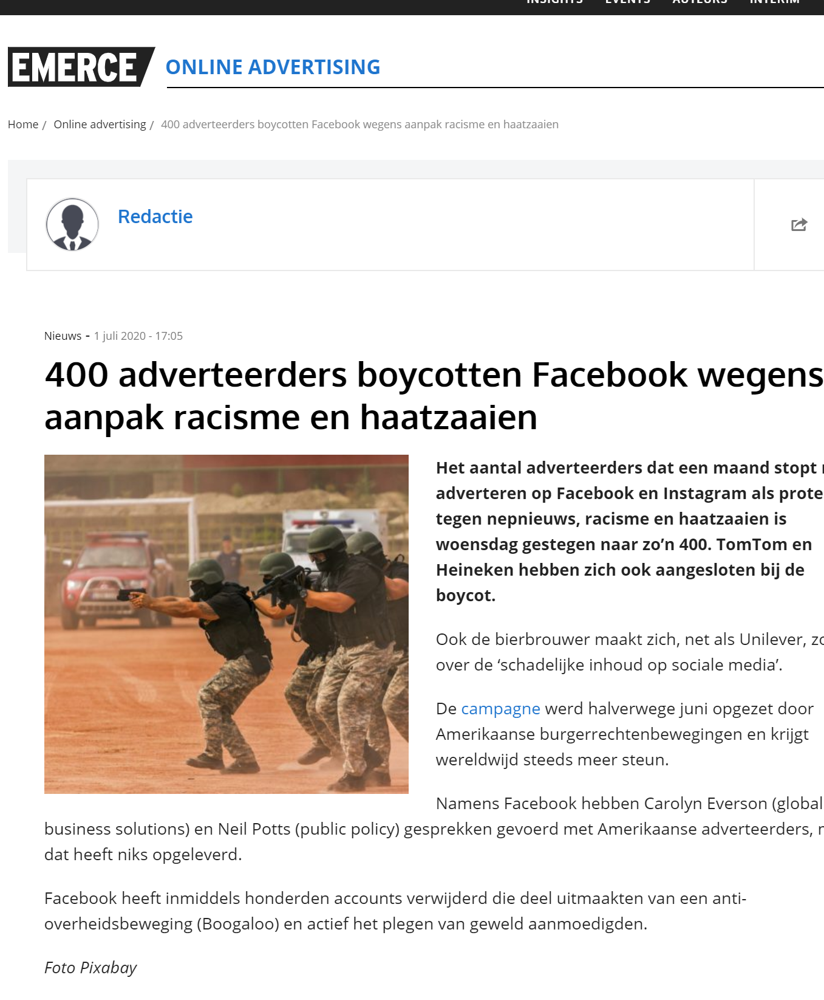 INSIGHTS EVENTS AUTEURS INTERIM
EMERCE ONLINE ADVERTISING
Home / Online advertising / 400 adverteerders boycotten Facebook wegens aanpak racisme en haatzaaien
Redactie
Nieuws - 1 juli 2020 - 17:05
400 adverteerders boycotten Facebook wegens
aanpak racisme en haatzaaien
Het aantal adverteerders dat een maand stopt
adverteren op Facebook en Instagram als prote
tegen nepnieuws, racisme en haatzaaien is
woensdag gestegen naar zo’n 400. TomTom en
Heineken hebben zich ook aangesloten bij de
boycot.
Ook de bierbrouwer maakt zich, net als Unilever, zo
over de ‘schadelijke inhoud op sociale media’.
De campagne werd halverwege juni opgezet door
Amerikaanse burgerrechtenbewegingen en krijgt
wereldwijd steeds meer steun.
Namens Facebook hebben Carolyn Everson (global
business solutions) en Neil Potts (public policy) gesprekken gevoerd met Amerikaanse adverteerders,
dat heeft niks opgeleverd.
Facebook heeft inmiddels honderden accounts verwijderd die deel uitmaakten van een anti-
overheidsbeweging (Boogaloo) en actief het plegen van geweld aanmoedigden.
Foto Pixabay